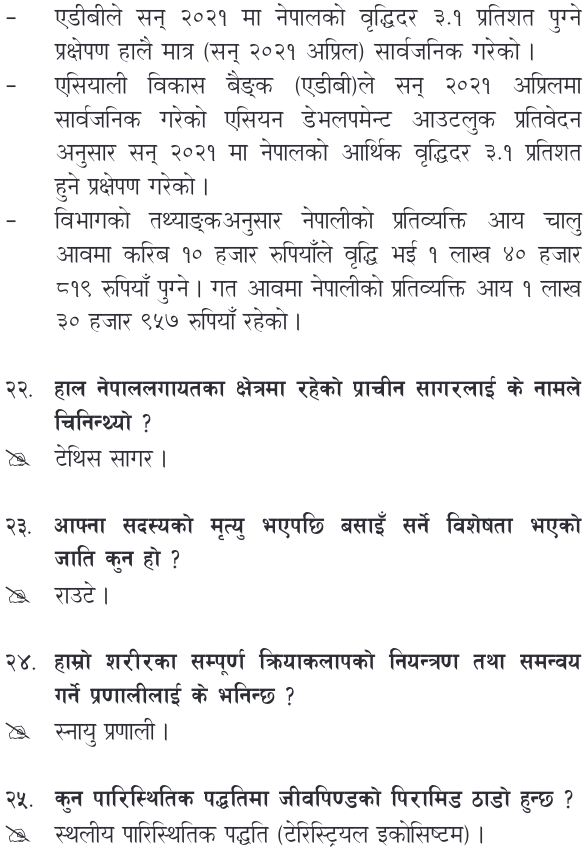 – एडीबीले सन् २०२१ मा नेपालको वृद्धिदर ३.१ प्रतिशत पुग्ने
प्रक्षेपण हालै मात्र (सन् २०२१ अप्रिल) सार्वजनिक गरेको ।
– एसियाली विकास बैङ्क (एडीबी)ले सन् २०२१ अप्रिलमा
सार्वजनिक गरेको एसियन डेभलपमेन्ट आउटलुक प्रतिवेदन
अनुसार सन् २०२१ मा नेपालको आर्थिक वृद्धिदर ३.१ प्रतिशत
हुने प्रक्षेपण गरेको ।
– विभागको तथ्याङ्कअनुसार नेपालीको प्रतिव्यक्ति आय चालु
आवमा करिब १० हजार रुपियाँले वृद्धि भई १ लाख ४० हजार
८१९ रुपियाँ पुग्ने । गत आवमा नेपालीको प्रतिव्यक्ति आय १ लाख
३० हजार ९५७ रुपियाँ रहेको ।
२२. हाल नेपाललगायतका क्षेत्रमा रहेको प्राचीन सागरलाई के नामले
चिनिन्थ्यो ?
टेथिस सागर ।
२३. आफ्ना सदस्यको मृत्यु भएपछि बसाइँ सर्ने विशेषता भएको
जाति कुन हो ?
राउटे ।
२४. हाम्रो शरीरका सम्पूर्ण क्रियाकलापको नियन्त्रण तथा समन्वय
गर्ने प्रणालीलाई के भनिन्छ ?
स्नायु प्रणाली ।
२५. कुन पारिस्थितिक पद्धतिमा जीवपिण्डको पिरामिड ठाडो हुन्छ ?
स्थलीय पारिस्थितिक पद्धति (टेरिस्ट्रियल इकोसिष्टम) ।